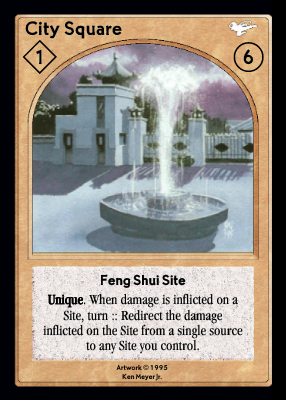 City Square
1
6
Feng Shui Site
Unique. When damage is inflicted on a
Site, turn :: Redirect the damage
inflicted on the Site from a single source
to any Site you control.
Artwork © 1995
Ken Meyer Jr.